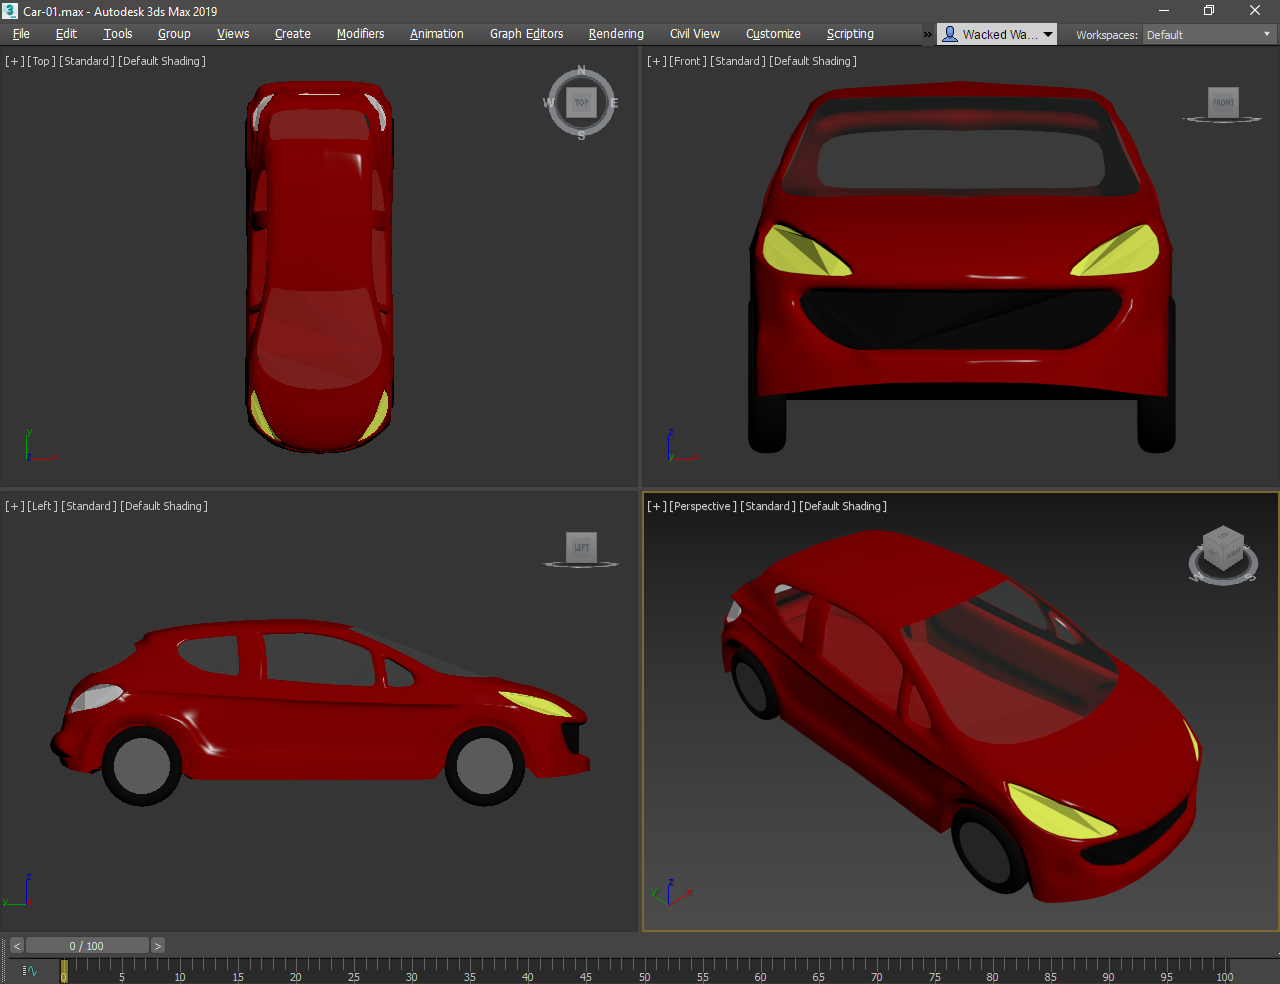 3 Car-01.max - Autodesk 3ds Max 2019
File Edit Tools Group Views Create Modifiers Animation Graph Editors Rendering Civil View Customize Scripting » Wacked Wa... Workspaces: Default
[+] [Top ] [Standard ] [Default Shading ]
N
W TOP E
S
y
z x
[+] [Front ] [Standard ] [Default Shading ]
FRONT
z
y x
[+] [Left ] [Standard ] [Default Shading ]
LEFT
z
y x
[+] [Perspective ] [Standard ] [Default Shading ]
W S
z
y x
< 0 / 100 >
0 5 10 15 20 25 30 35 40 45 50 55 60 65 70 75 80 85 90 95 100